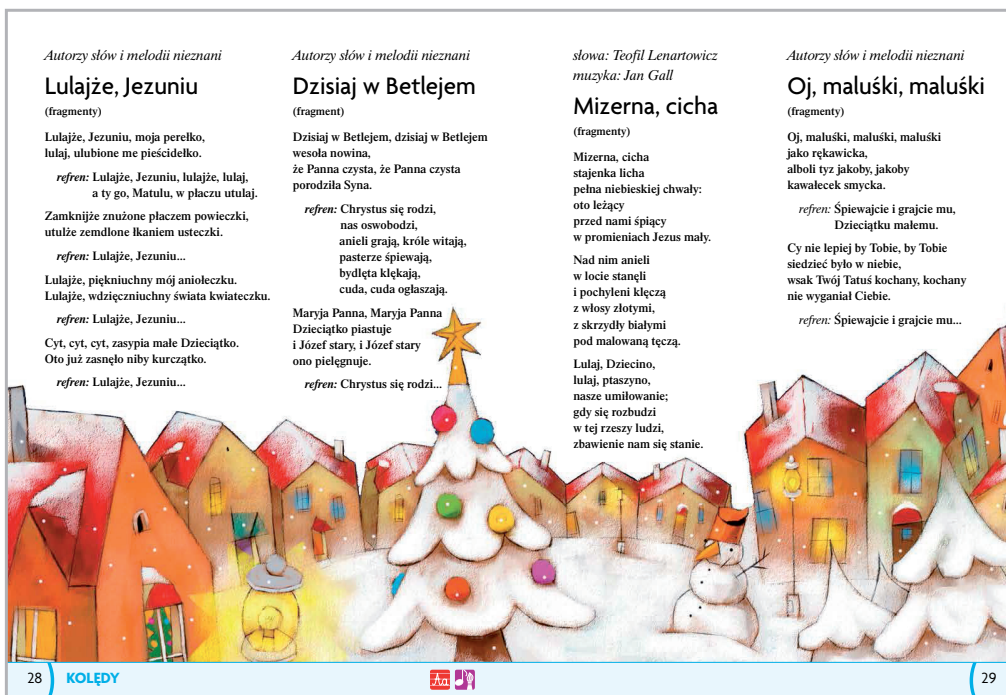 Autorzy słów i melodii nieznani
Lulajże, Jezuniu
(fragmenty)
Lulajże, Jezuniu, moja perełko,
lulaj, ulubione me pieścidełko.
refren: Lulajże, Jezuniu, lulajże, lulaj,
a ty go, Matulu, w płaczu utulaj.
Zamknijże znużone płaczem powieczki,
utulże zemdlone łkaniem usteczki.
refren: Lulajże, Jezuniu...
Lulajże, piękniuchny mój aniołeczku.
Lulajże, wdzięczniuchny świata kwiateczku.
refren: Lulajże, Jezuniu...
Cyt, cyt, cyt, zasypia małe Dzieciątko.
Oto już zasnęło niby kurczątko.
refren: Lulajże, Jezuniu...
Autorzy słów i melodii nieznani
Dzisiaj w Betlejem
(fragment)
Dzisiaj w Betlejem, dzisiaj w Betlejem
wesoła nowina,
że Panna czysta, że Panna czysta
porodziła Syna.
refren: Chrystus się rodzi,
nas oswobodzi,
anieli grają, króle witają,
pasterze śpiewają,
bydlęta klękają,
cuda, cuda ogłaszają.
Maryja Panna, Maryja Panna
Dzieciątko piastuje
i Józef stary, i Józef stary
ono pielęgnuje.
refren: Chrystus się rodzi...
słowa: Teofil Lenartowicz
muzyka: Jan Gall
Mizerna, cicha
(fragmenty)
Mizerna, cicha
stajenka licha
pełna niebieskiej chwały:
oto leżący
przed nami śpiący
w promieniach Jezus mały.
Nad nim anieli
w locie stanęli
i pochyleni klęczą
z włosy złotymi,
z skrzydły białymi
pod malowaną tęczą.
Lulaj, Dziecino,
lulaj, ptaszyno,
nasze umiłowanie;
gdy się rozbudzi
w tej rzeszy ludzi,
zbawienie nam się stanie.
Autorzy słów i melodii nieznani
Oj, maluśki, maluśki
(fragmenty)
Oj, maluśki, maluśki, maluśki
jako rękawicka,
alboli tyz jakoby, jakoby
kawałecek smycka.
refren: Śpiewajcie i grajcie mu,
Dzieciątku małemu.
Cy nie lepiej by Tobie, by Tobie
siedzieć było w niebie,
wsak Twój Tatuś kochany, kochany
nie wyganiał Ciebie.
refren: Śpiewajcie i grajcie mu...
28 KOLĘDY
Aa
29